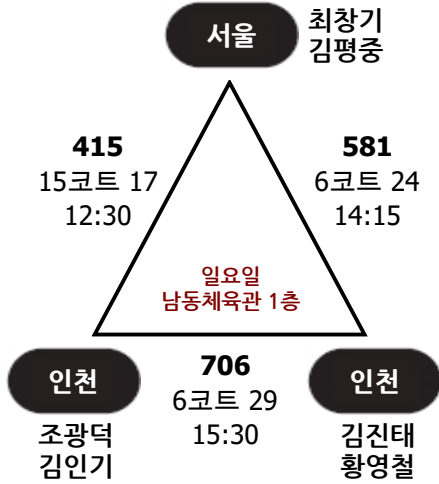 서울
최창기
김평중
415
15코트 17
12:30
581
6코트 24
14:15
일요일
남동체육관 1층
인천
조광덕
김인기
706
6코트 29
15:30
인천
김진태
황영철